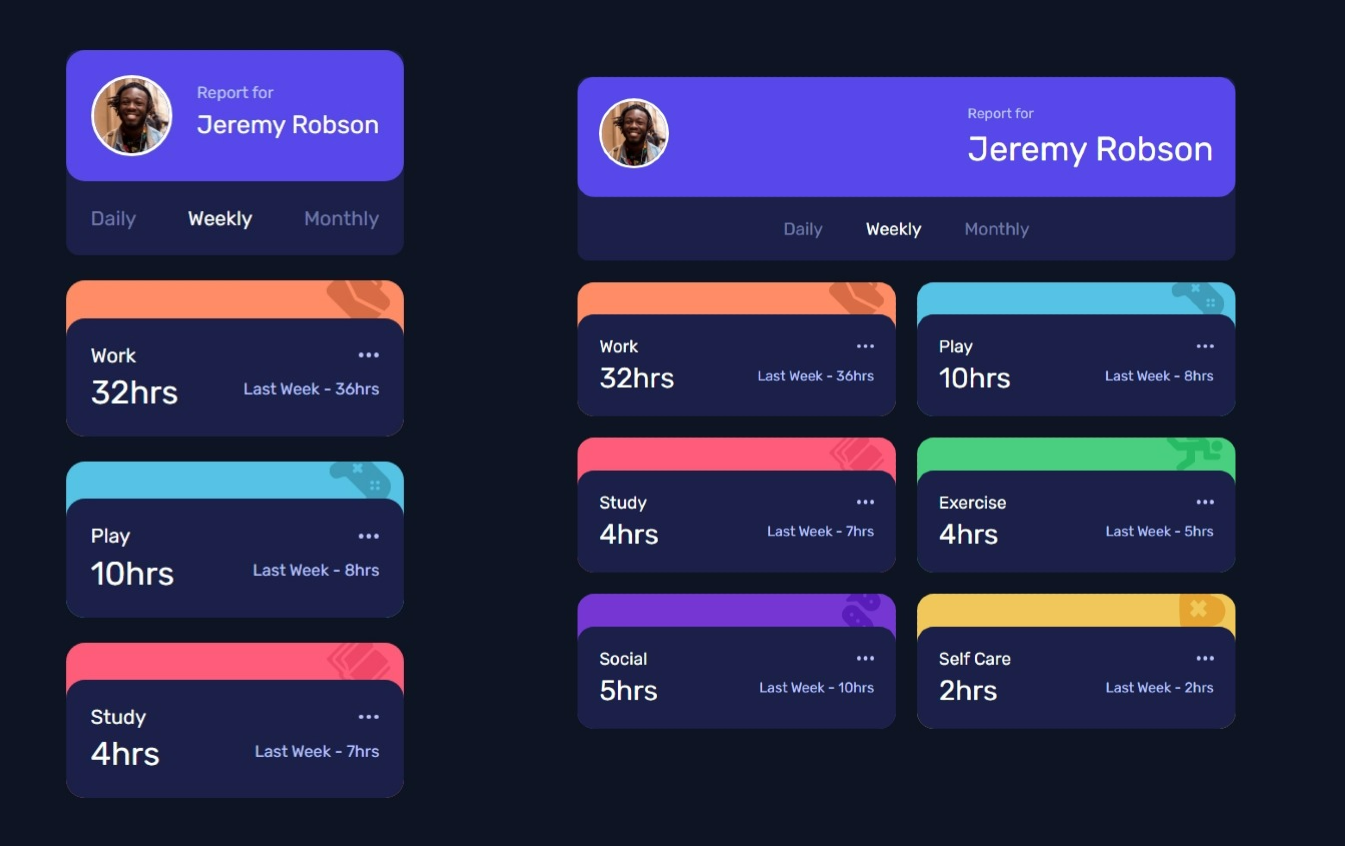 Report for
Jeremy Robson
Daily Weekly Monthly
Work
32hrs Last Week - 36hrs
Play
10hrs Last Week - 8hrs
Study
4hrs Last Week - 7hrs
Report for
Jeremy Robson
Daily Weekly Monthly
Work
32hrs Last Week - 36hrs
Play
10hrs Last Week - 8hrs
Study
4hrs Last Week - 7hrs
Exercise
4hrs Last Week - 5hrs
Social
5hrs Last Week - 10hrs
Self Care
2hrs Last Week - 2hrs